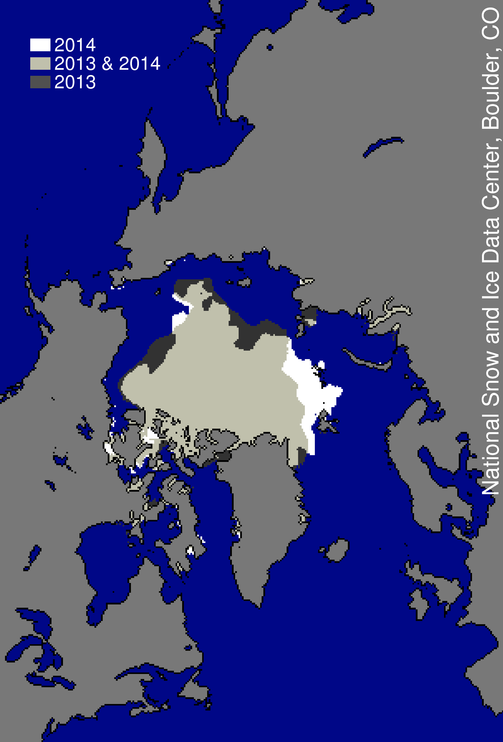 2014
2013 & 2014
2013
National Snow and Ice Data Center, Boulder, CO